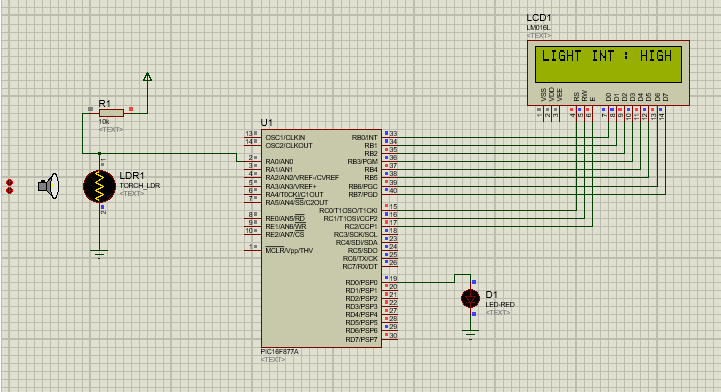 LCD1
LM016L
<TEXT>
LIGHT INT : HIGH
VSS
VDD
VEE
RS
RW
E
D0
D1
D2
D3
D4
D5
D6
D7
1
2
3
4
5
6
7
8
9
10
11
12
13
14
R1
10k
<TEXT>
LDR1
TORCH_LDR
<TEXT>
1
2
U1
13 OSC1/CLKIN
14 OSC2/CLKOUT
2 RA0/AN0
3 RA1/AN1
4 RA2/AN2/VREF-/CVREF
5 RA3/AN3/VREF+
6 RA4/T0CKI/C1OUT
7 RA5/AN4/SS/C2OUT
8 RE0/AN5/RD
9 RE1/AN6/WR
10 RE2/AN7/CS
1 MCLR/Vpp/THV
RB0/INT 33
RB1 34
RB2 35
RB3/PGM 36
RB4 37
RB5 38
RB6/PGC 39
RB7/PGD 40
RC0/T1OSO/T1CKI 15
RC1/T1OSI/CCP2 16
RC2/CCP1 17
RC3/SCK/SCL 18
RC4/SDI/SDA 23
RC5/SDO 24
RC6/TX/CK 25
RC7/RX/DT 26
RD0/PSP0 19
RD1/PSP1 20
RD2/PSP2 21
RD3/PSP3 22
RD4/PSP4 27
RD5/PSP5 28
RD6/PSP6 29
RD7/PSP7 30
PIC16F877A
<TEXT>
D1
LED-RED
<TEXT>